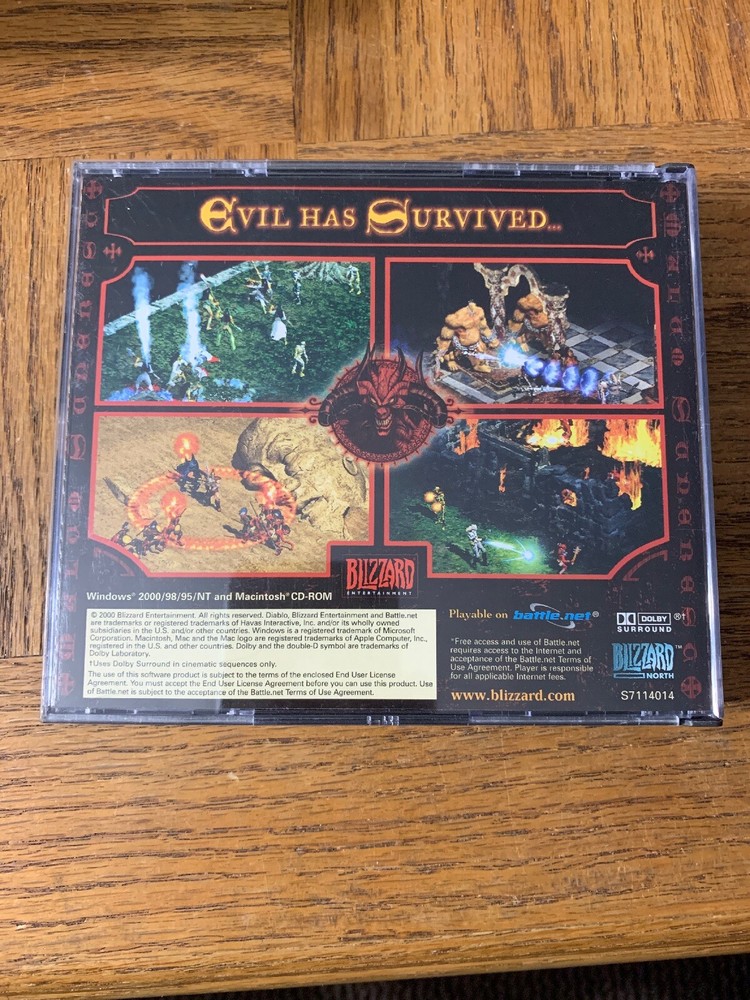 EVIL HAS SURVIVED...
BLIZZARD
ENTERTAINMENT
Windows® 2000/98/95/NT and Macintosh® CD-ROM
© 2000 Blizzard Entertainment. All rights reserved. Diablo, Blizzard Entertainment and Battle.net
are trademarks or registered trademarks of Havas Interactive, Inc. and/or its wholly owned
subsidiaries in the U.S. and/or other countries. Windows is a registered trademark of Microsoft
Corporation. Macintosh, Mac and the Mac logo are registered trademarks of Apple Computer, Inc.,
registered in the U.S. and other countries. Dolby and the double-D symbol are trademarks of
Dolby Laboratory.
†Uses Dolby Surround in cinematic sequences only.
The use of this software product is subject to the terms of the enclosed End User License
Agreement. You must accept the End User License Agreement before you can use this product. Use
of Battle.net is subject to the acceptance of the Battle.net Terms of Use Agreement.
Playable on battle.net®
*Free access and use of Battle.net
requires access to the Internet and
acceptance of the Battle.net Terms of
Use Agreement. Player is responsible
for all applicable Internet fees.
www.blizzard.com
DOLBY ®†
SURROUND
BLIZZARD™
NORTH
S7114014